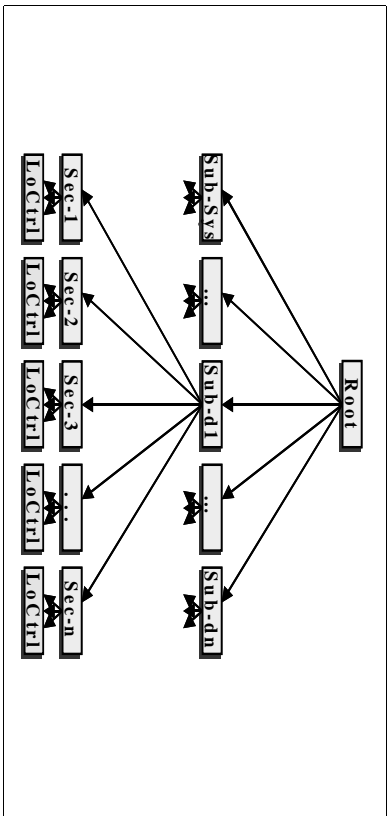 Root
Sub-Sys
...
Sub-d1
...
Sub-dn
Sec-1
Sec-2
Sec-3
. . .
Sec-n
LoCtrl
LoCtrl
LoCtrl
LoCtrl
LoCtrl